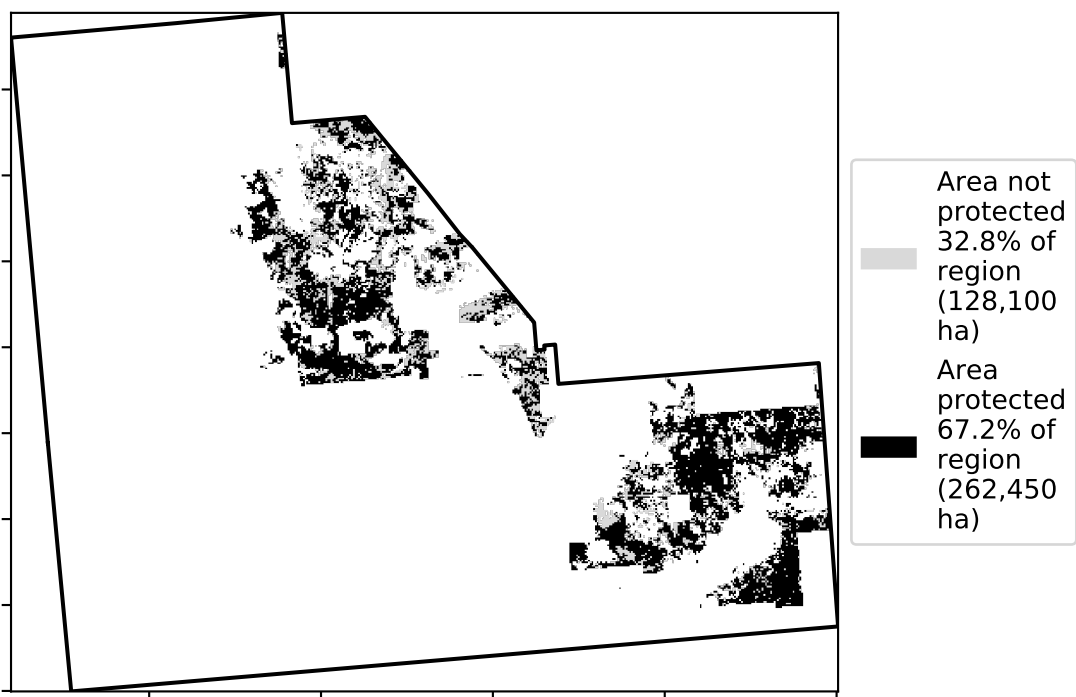 Area not
protected
32.8% of
region
(128,100
ha)
Area
protected
67.2% of
region
(262,450
ha)